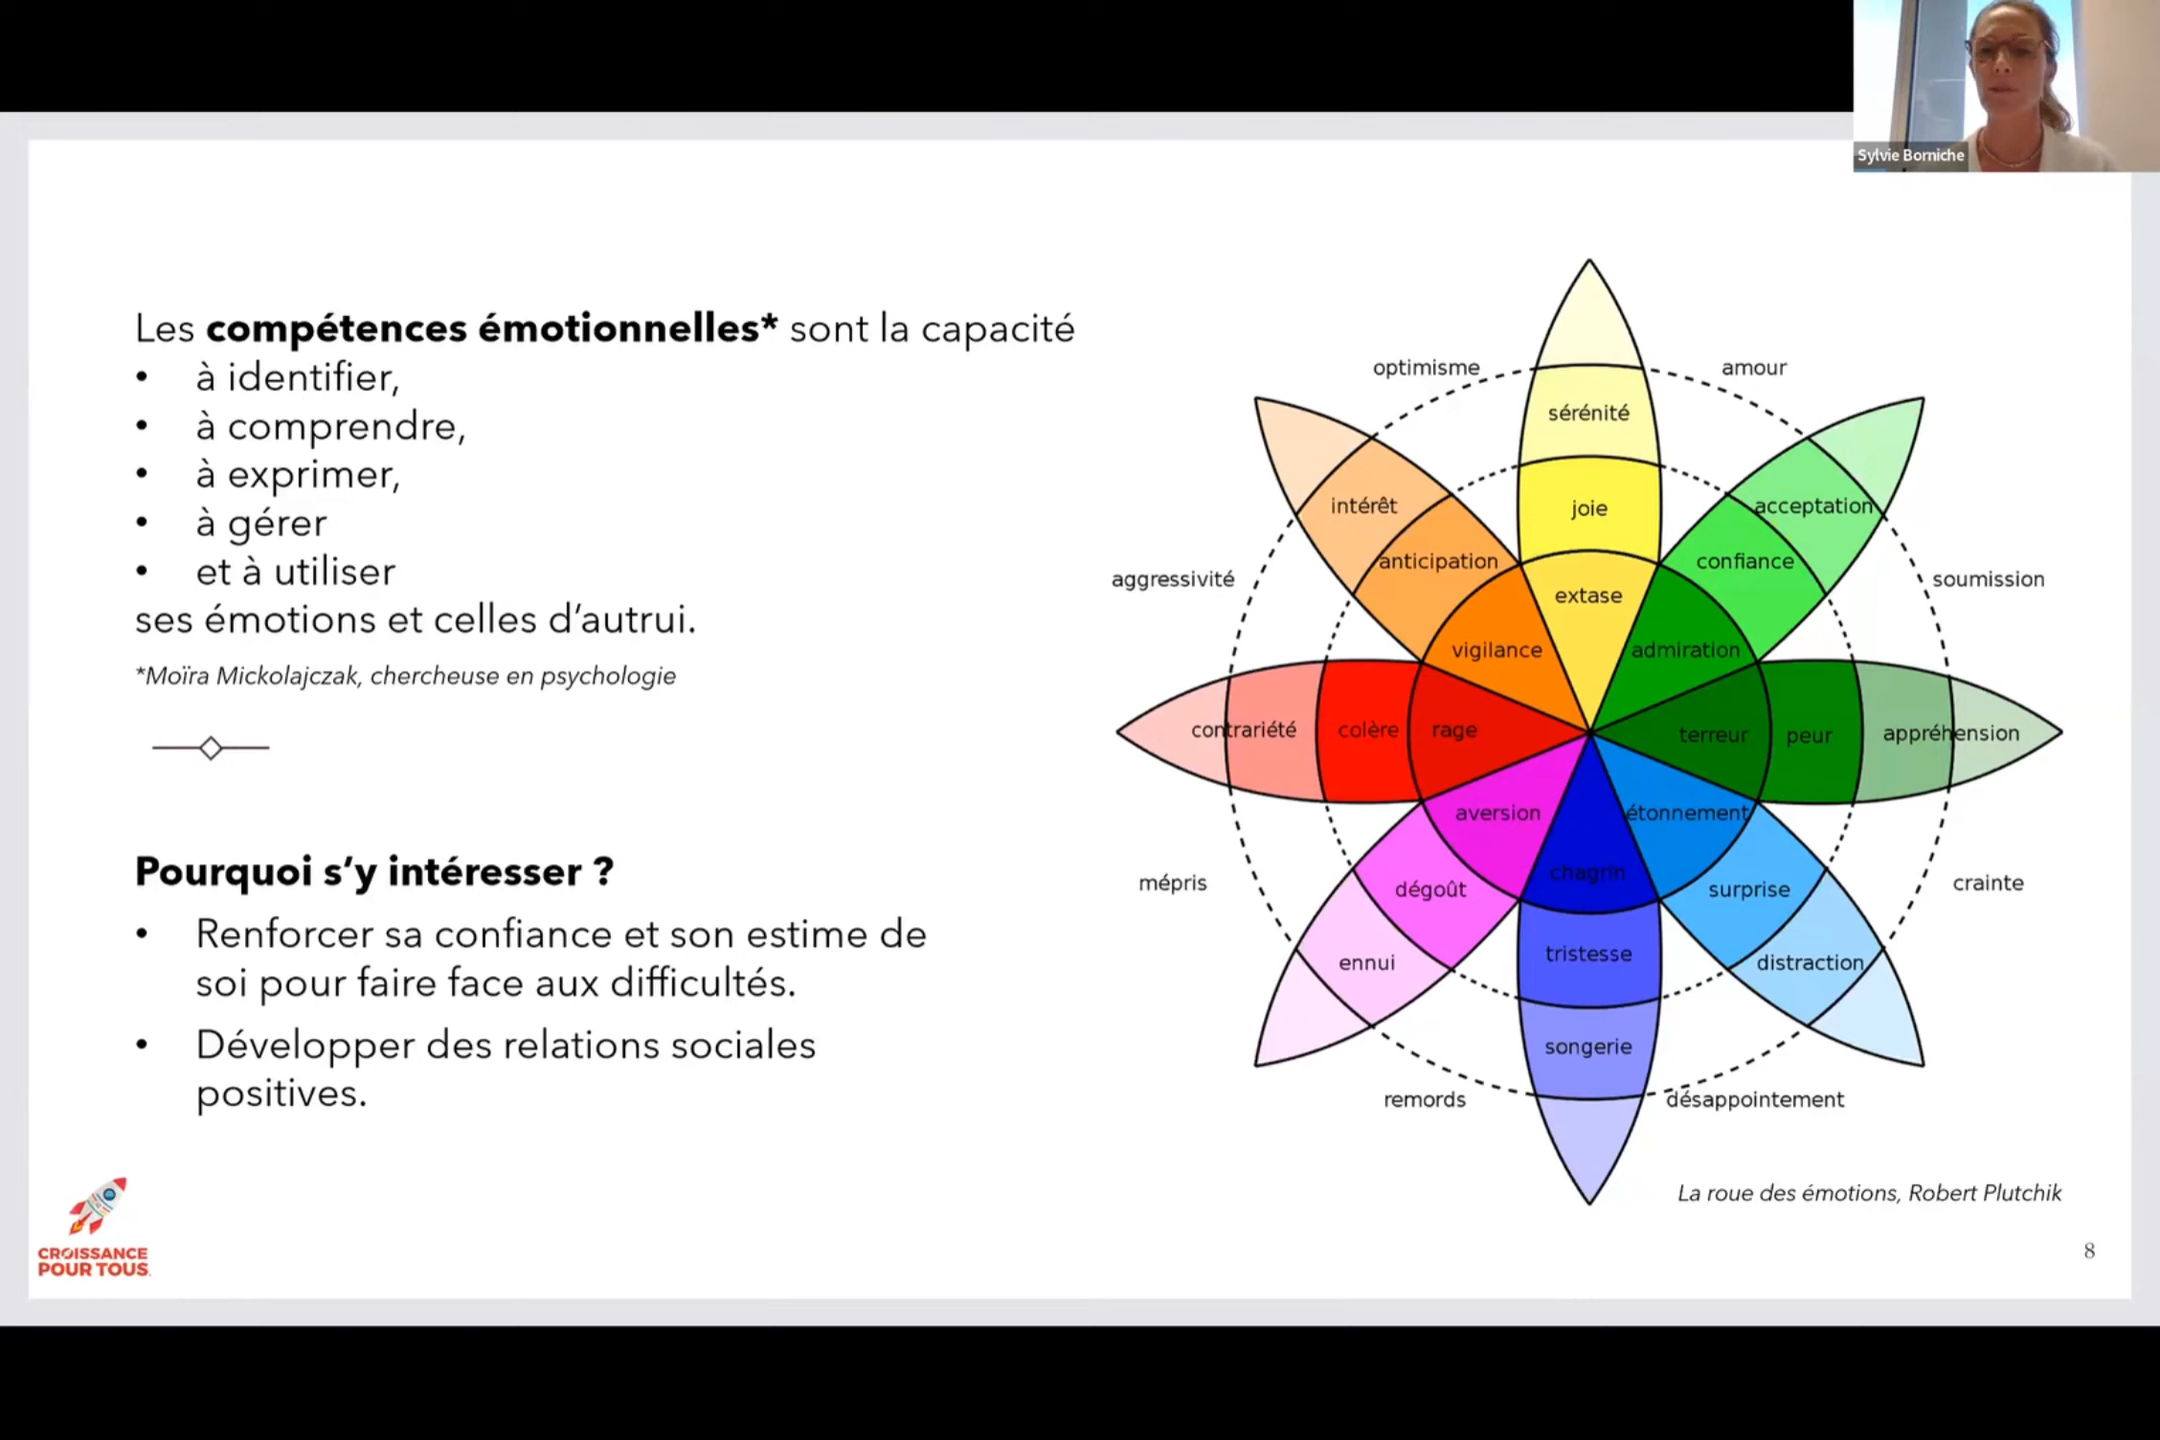 Sylvie Borniche
Les compétences émotionnelles* sont la capacité
• à identifier,
• à comprendre,
• à exprimer,
• à gérer
• et à utiliser
ses émotions et celles d’autrui.
*Moïra Mickolajczak, chercheuse en psychologie
Pourquoi s’y intéresser ?
• Renforcer sa confiance et son estime de
soi pour faire face aux difficultés.
• Développer des relations sociales
positives.
CROISSANCE
POUR TOUS
optimisme
amour
sérénité
intérêt
joie
acceptation
anticipation
confiance
aggressivité
extase
soumission
vigilance
admiration
contrariété
colère
rage
terreur
peur
appréhension
aversion
étonnement
chagrin
mépris
dégoût
surprise
crainte
tristesse
ennui
distraction
songerie
remords
désappointement
La roue des émotions, Robert Plutchik
8